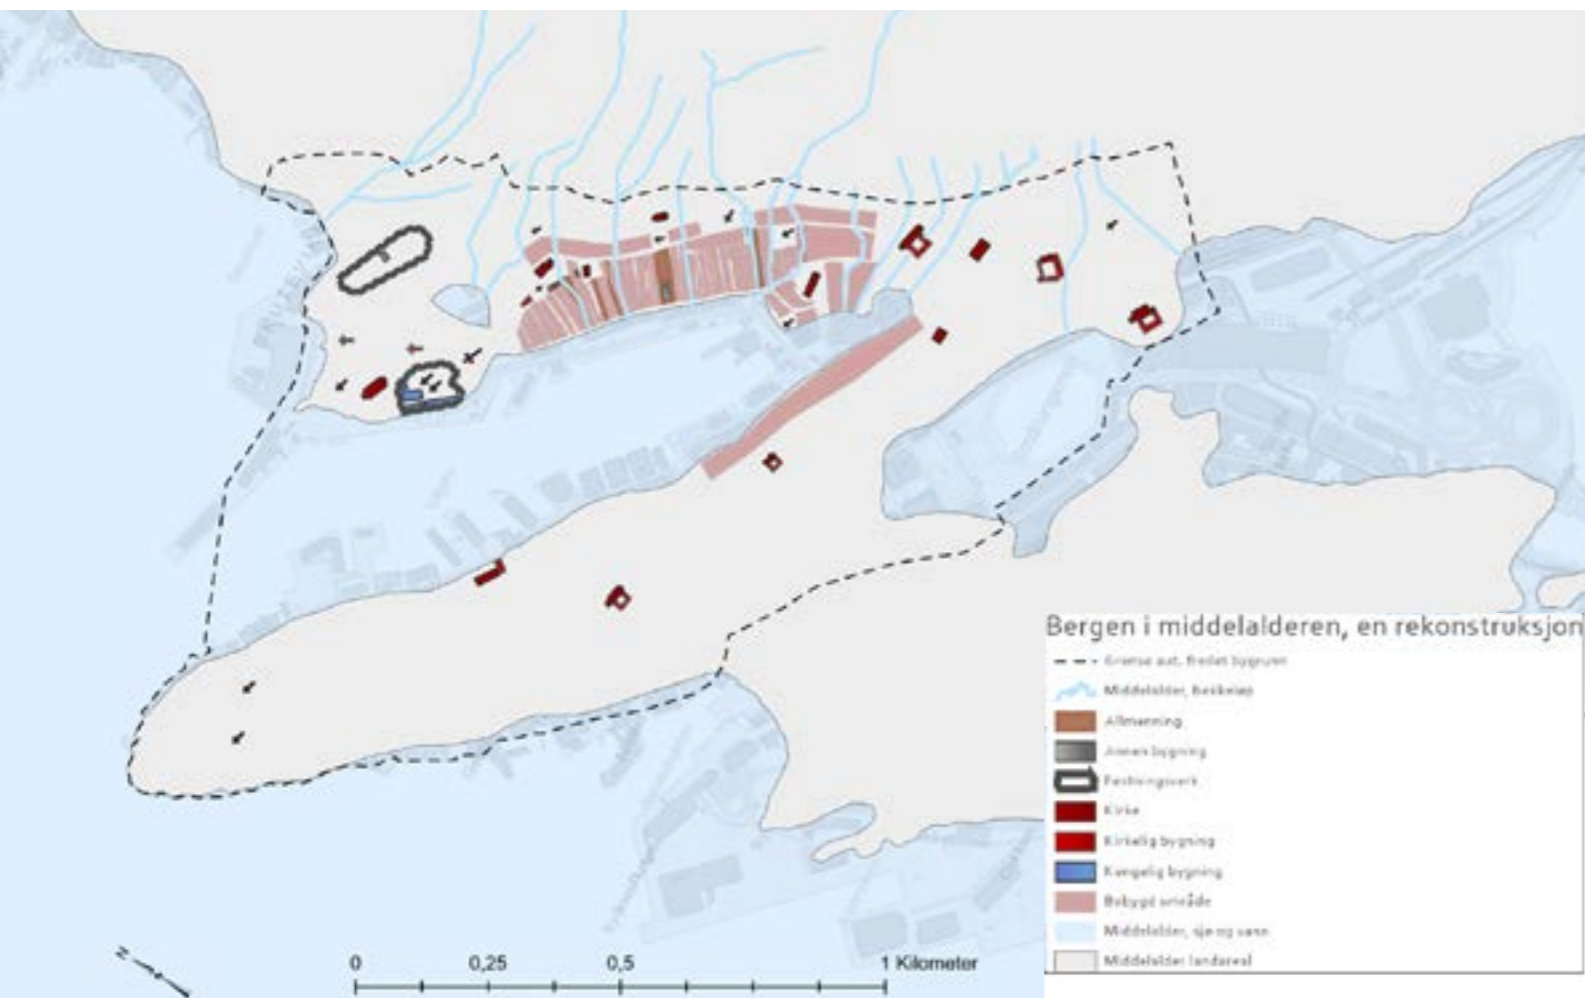 Bergen i middelalderen, en rekonstruksjon
Grense aut. fredet bygrunn
Middelalder, Bekkeløp
Allmenning
Annen bygning
Festningsverk
Kirke
Kirkelig bygning
Kongelig bygning
Bebygd område
Middelalder, sjø og vann
Middelalder landareal
N
0 0,25 0,5 1 Kilometer